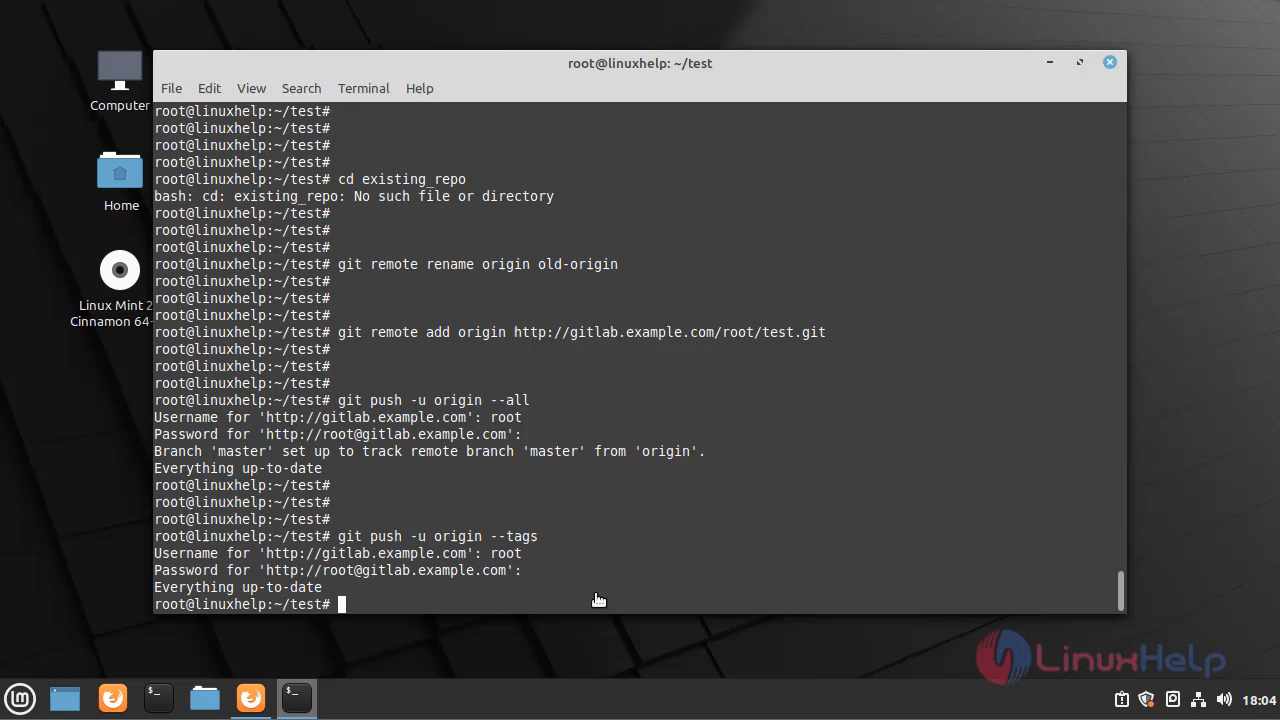 root@linuxhelp: ~/test
File Edit View Search Terminal Help
Computer
Home
Linux Mint 2
Cinnamon 64-
root@linuxhelp:~/test#
root@linuxhelp:~/test#
root@linuxhelp:~/test#
root@linuxhelp:~/test#
root@linuxhelp:~/test# cd existing_repo
bash: cd: existing_repo: No such file or directory
root@linuxhelp:~/test#
root@linuxhelp:~/test#
root@linuxhelp:~/test#
root@linuxhelp:~/test# git remote rename origin old-origin
root@linuxhelp:~/test#
root@linuxhelp:~/test#
root@linuxhelp:~/test#
root@linuxhelp:~/test# git remote add origin http://gitlab.example.com/root/test.git
root@linuxhelp:~/test#
root@linuxhelp:~/test#
root@linuxhelp:~/test#
root@linuxhelp:~/test# git push -u origin --all
Username for 'http://gitlab.example.com': root
Password for 'http://root@gitlab.example.com':
Branch 'master' set up to track remote branch 'master' from 'origin'.
Everything up-to-date
root@linuxhelp:~/test#
root@linuxhelp:~/test#
root@linuxhelp:~/test#
root@linuxhelp:~/test# git push -u origin --tags
Username for 'http://gitlab.example.com': root
Password for 'http://root@gitlab.example.com':
Everything up-to-date
root@linuxhelp:~/test#
LinuxHelp
18:04